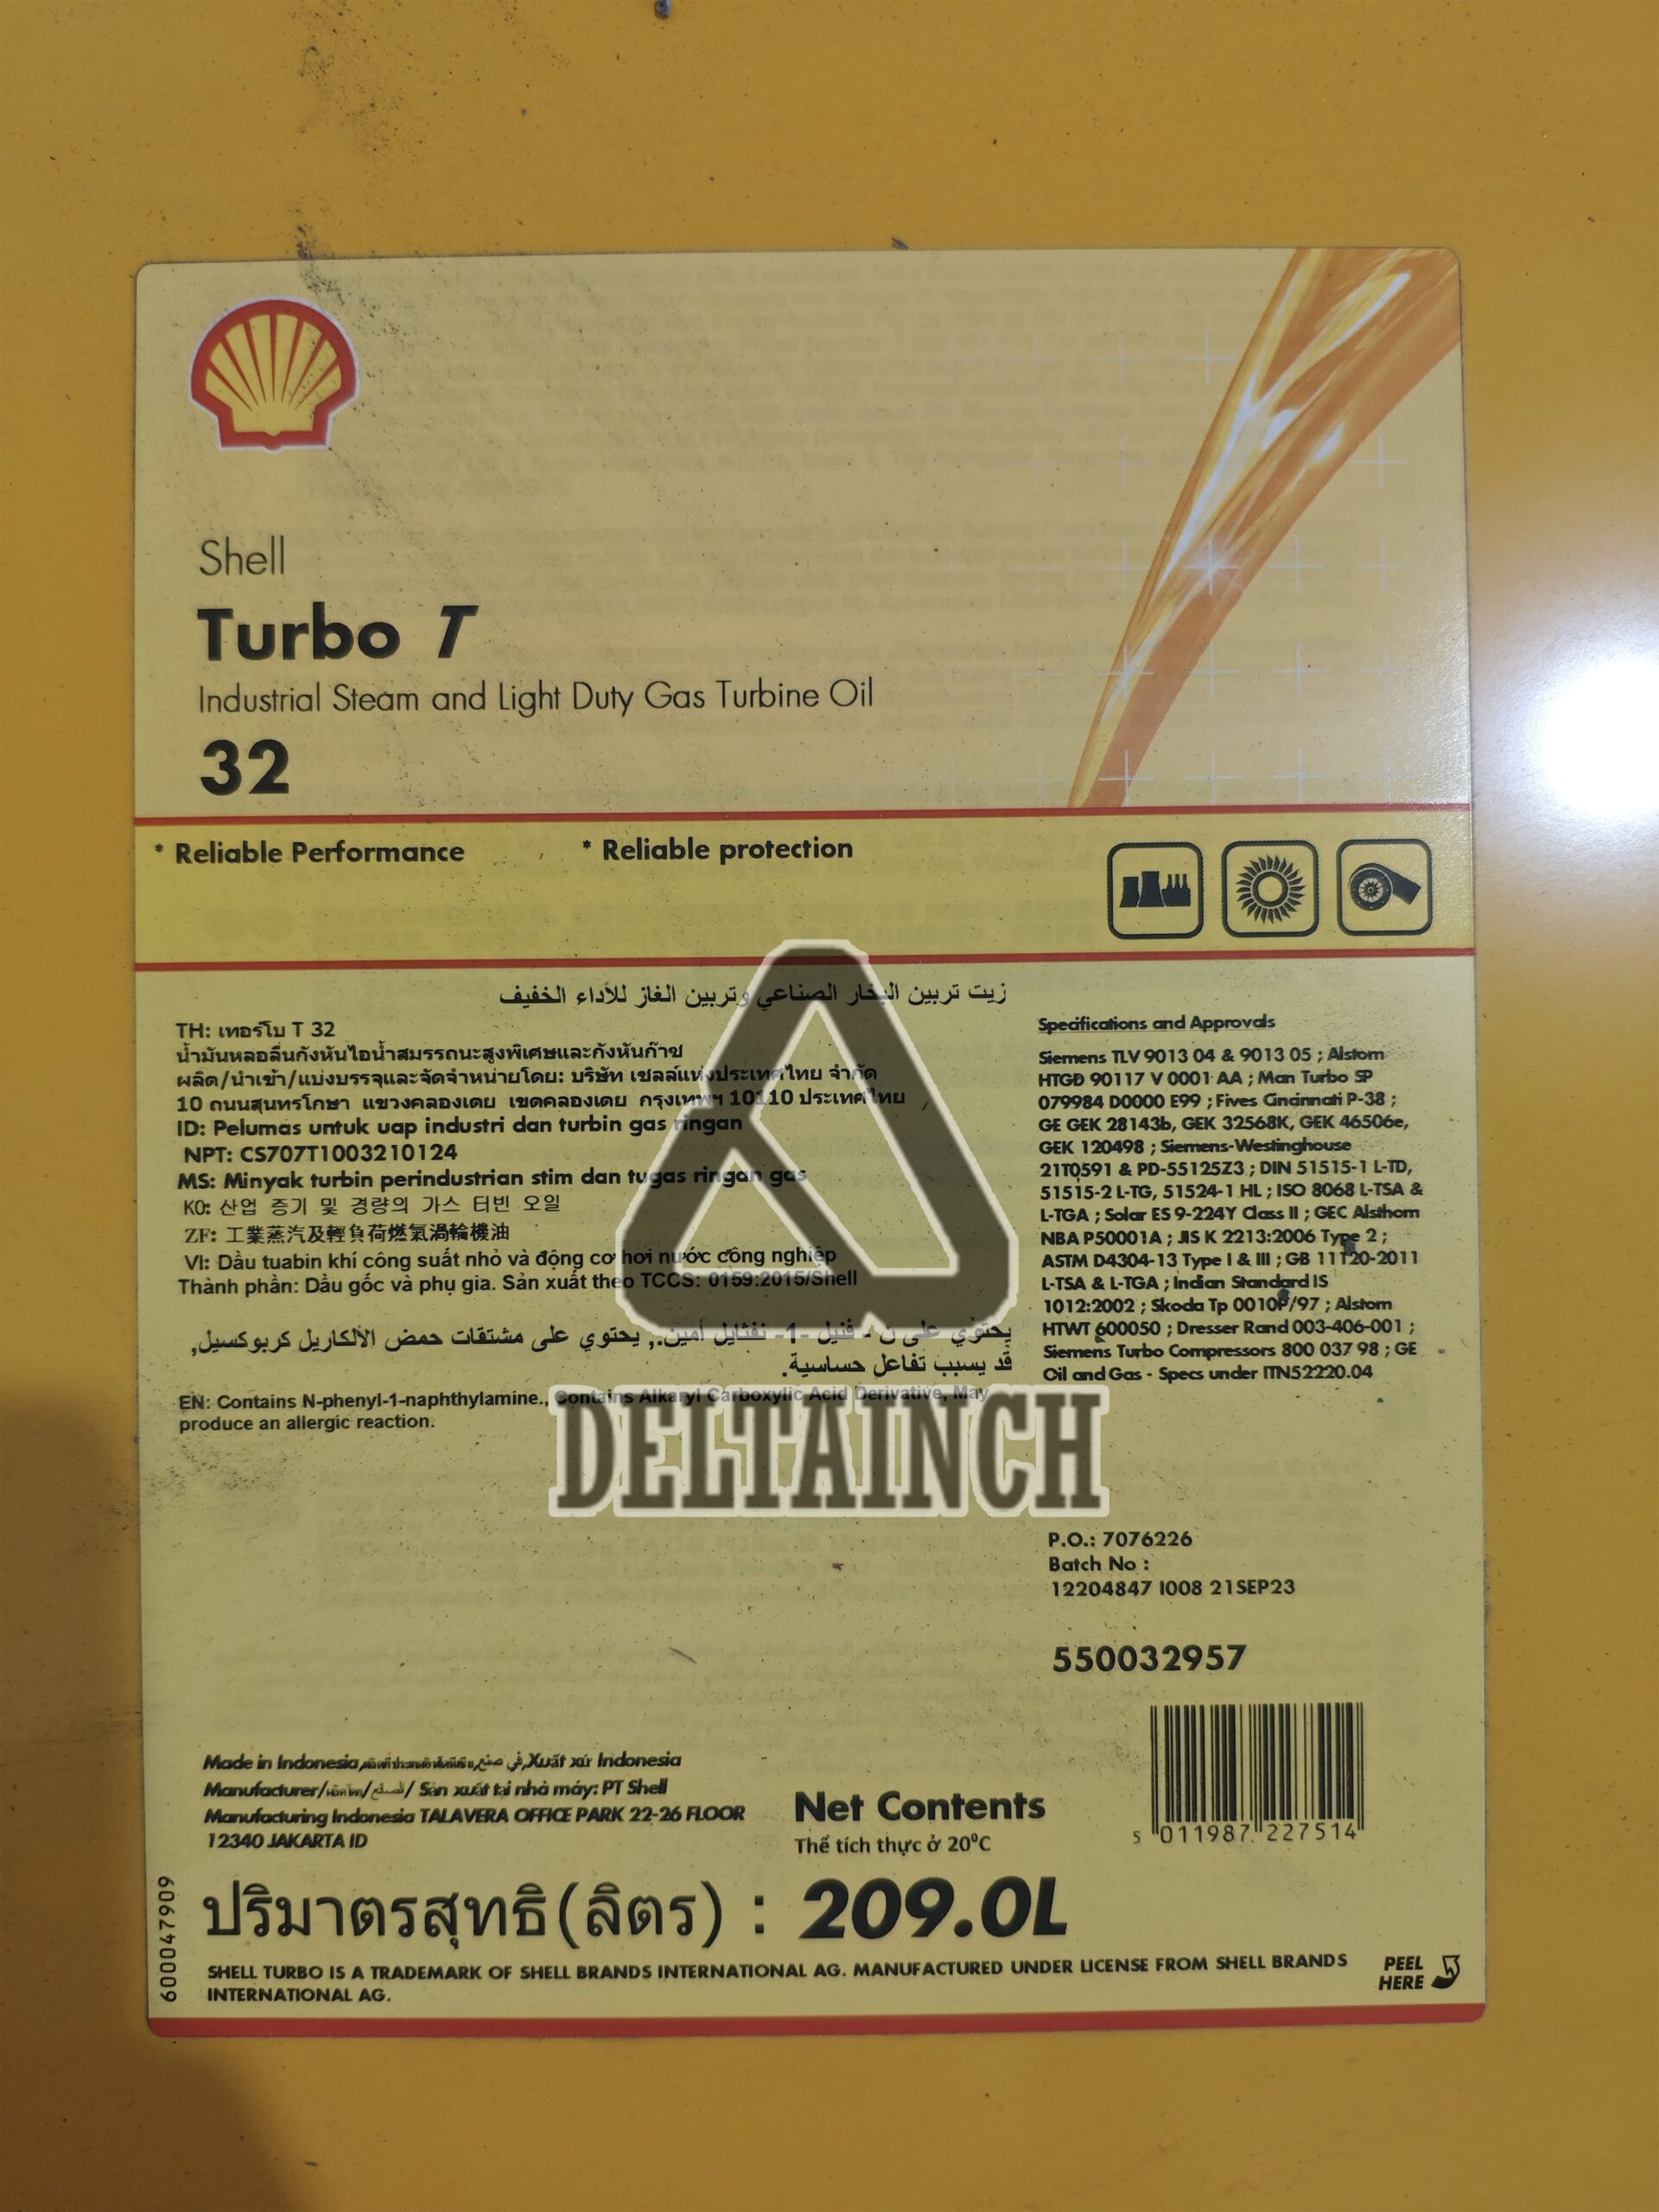 Shell
Turbo T
Industrial Steam and Light Duty Gas Turbine Oil
32
* Reliable Performance
* Reliable protection
زيت تربين البخار الصناعي وتربين الغاز للأداء الخفيف
TH: เทอร์โบ T 32
น้ำมันหลอลื่นกังหันไอน้ำสมรรถนะสูงพิเศษและกังหันก๊าซ
ผลิต/นำเข้า/แบ่งบรรจุและจัดจำหน่ายโดย: บริษัท เชลล์แห่งประเทศไทย จำกัด
10 ถนนสุนทรโกษา แขวงคลองเตย เขตคลองเตย กรุงเทพฯ 10110 ประเทศไทย
ID: Pelumas untuk uap industri dan turbin gas ringan
NPT: CS707T1003210124
MS: Minyak turbin perindustrian stim dan tugas ringan gas
KO: 산업 증기 및 경량의 가스 터빈 오일
ZF: 工業蒸汽及輕負荷燃氣渦輪機油
VI: Dầu tuabin khí công suất nhỏ và động cơ hơi nước công nghiệp
Thành phần: Dầu gốc và phụ gia. Sản xuất theo TCCS: 0159:2015/Shell
يحتوي على ن - فنيل -1- نفثايل أمين., يحتوي على مشتقات حمض الألكاريل كربوكسيل,
قد يسبب تفاعل حساسية.
EN: Contains N-phenyl-1-naphthylamine., Contains Alkaryl Carboxylic Acid Derivative, May
produce an allergic reaction.
Specifications and Approvals
Siemens TLV 9013 04 & 9013 05 ; Alstom
HTGD 90117 V 0001 AA ; Man Turbo SP
079984 D0000 E99 ; Fives Cincinnati P-38 ;
GE GEK 28143b, GEK 32568K, GEK 46506e,
GEK 120498 ; Siemens-Westinghouse
21T0591 & PD-55125Z3 ; DIN 51515-1 L-TD,
51515-2 L-TG, 51524-1 HL ; ISO 8068 L-TSA &
L-TGA ; Solar ES 9-224Y Class II ; GEC Alsthom
NBA P50001A ; JIS K 2213:2006 Type 2 ;
ASTM D4304-13 Type I & III ; GB 11120-2011
L-TSA & L-TGA ; Indian Standard IS
1012:2002 ; Skoda Tp 0010P/97 ; Alstom
HTWT 600050 ; Dresser Rand 003-406-001 ;
Siemens Turbo Compressors 800 037 98 ; GE
Oil and Gas - Specs under ITN52220.04
DELTAINCH
P.O.: 7076226
Batch No :
12204847 I008 21SEP23
550032957
5 011987 227514
Made in Indonesia Xuất xứ Indonesia
Manufacturer/ Sản xuất tại nhà máy: PT Shell
Manufacturing Indonesia TALAVERA OFFICE PARK 22-26 FLOOR
12340 JAKARTA ID
Net Contents
Thể tích thực ở 20°C
ปริมาตรสุทธิ(ลิตร) : 209.0L
600047909
SHELL TURBO IS A TRADEMARK OF SHELL BRANDS INTERNATIONAL AG. MANUFACTURED UNDER LICENSE FROM SHELL BRANDS
INTERNATIONAL AG.
PEEL
HERE